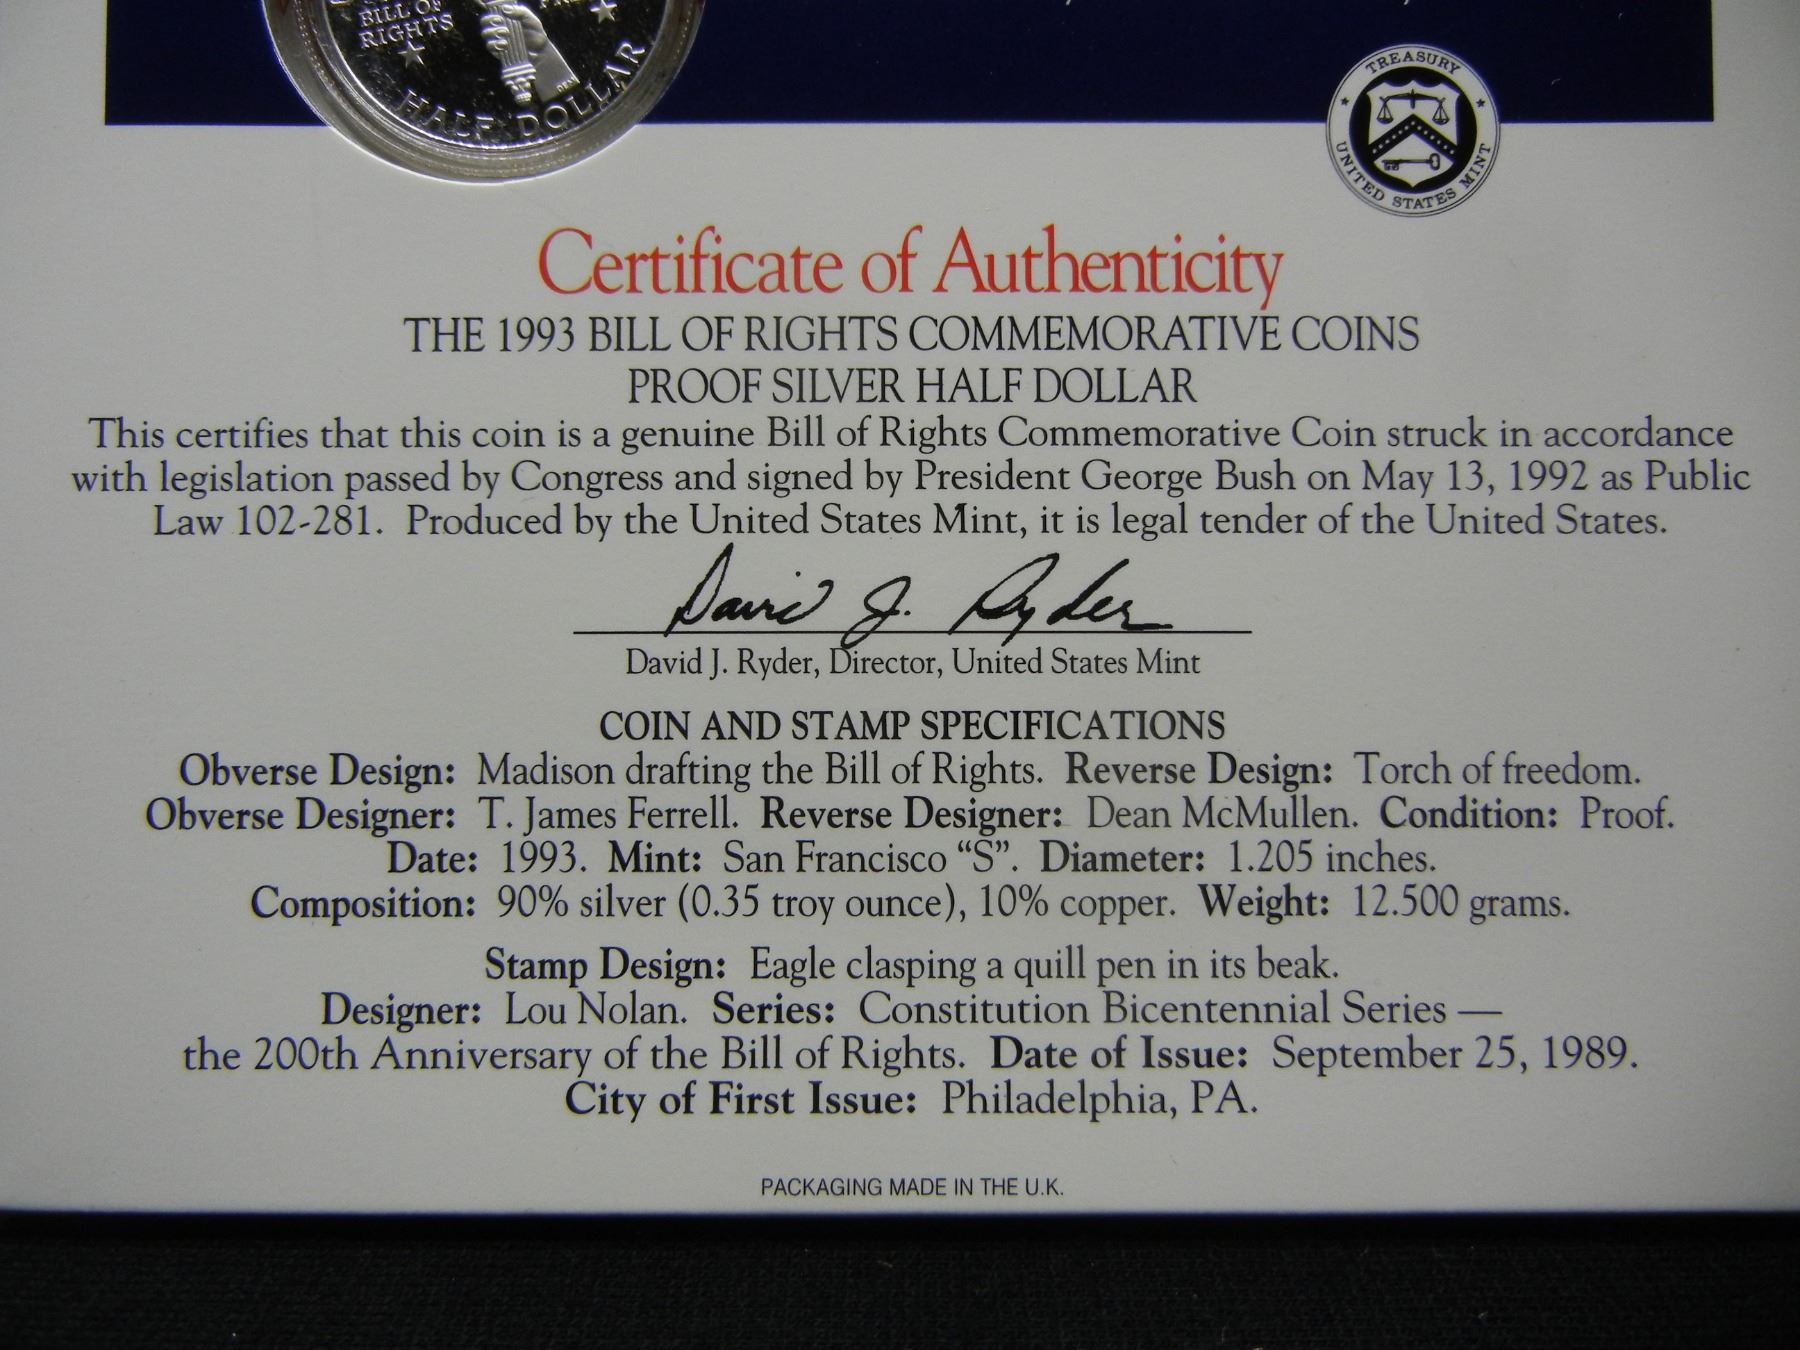 BILL OF
RIGHTS
HALF DOLLAR
TREASURY
UNITED STATES MINT
Certificate of Authenticity
THE 1993 BILL OF RIGHTS COMMEMORATIVE COINS
PROOF SILVER HALF DOLLAR
This certifies that this coin is a genuine Bill of Rights Commemorative Coin struck in accordance
with legislation passed by Congress and signed by President George Bush on May 13, 1992 as Public
Law 102-281. Produced by the United States Mint, it is legal tender of the United States.
David J. Ryder
David J. Ryder, Director, United States Mint
COIN AND STAMP SPECIFICATIONS
Obverse Design: Madison drafting the Bill of Rights. Reverse Design: Torch of freedom.
Obverse Designer: T. James Ferrell. Reverse Designer: Dean McMullen. Condition: Proof.
Date: 1993. Mint: San Francisco “S”. Diameter: 1.205 inches.
Composition: 90% silver (0.35 troy ounce), 10% copper. Weight: 12.500 grams.
Stamp Design: Eagle clasping a quill pen in its beak.
Designer: Lou Nolan. Series: Constitution Bicentennial Series —
the 200th Anniversary of the Bill of Rights. Date of Issue: September 25, 1989.
City of First Issue: Philadelphia, PA.
PACKAGING MADE IN THE U.K.